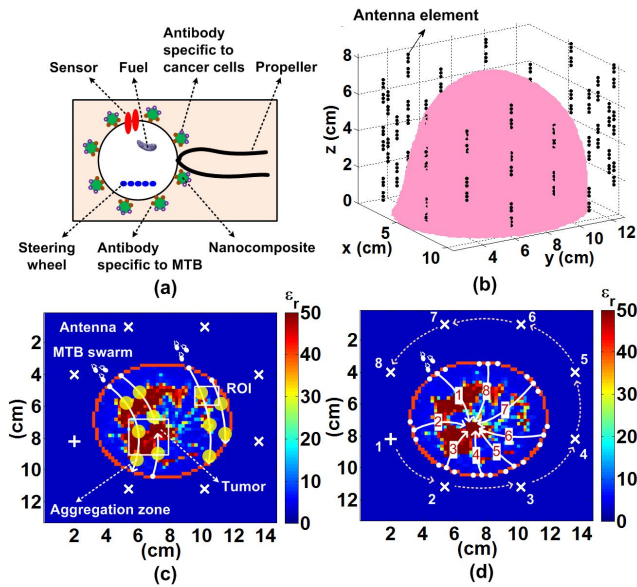 Antibody
specific to
cancer cells
Sensor
Fuel
Propeller
Steering
wheel
Antibody
specific to MTB
Nanocomposite
(a)
Antenna element
8
6
4
2
0
z (cm)
5
10
x (cm)
4
6
8
10
12
y (cm)
(b)
Antenna
MTB swarm
ROI
Tumor
Aggregation zone
2
4
6
8
10
12
(cm)
2 4 6 8 10 12 14
(cm)
εr
50
40
30
20
10
0
(c)
1
2
3
4
5
6
7
8
1
2
3
4
5
6
7
8
2
4
6
8
10
12
(cm)
2 4 6 8 10 12 14
(cm)
εr
50
40
30
20
10
0
(d)